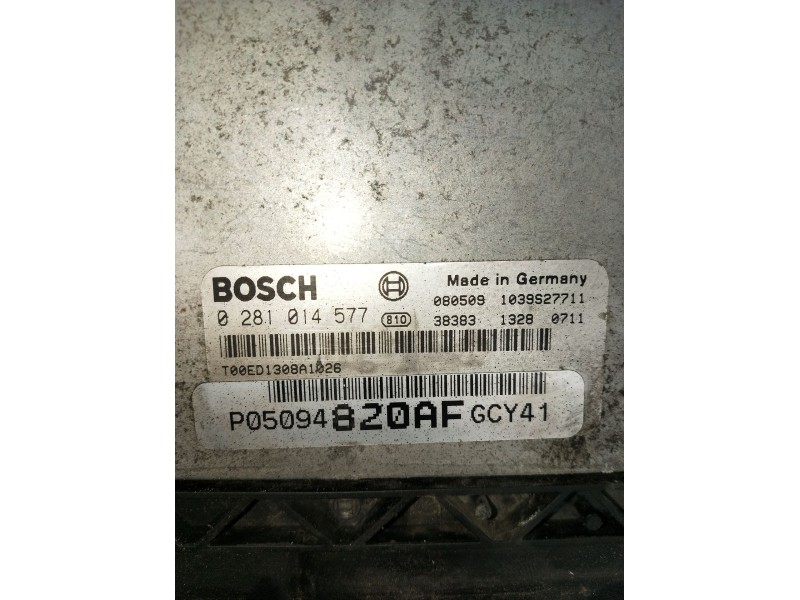 BOSCH Made in Germany
080509 1039S27711
0 281 014 577 810 38383 1328 0711
T00ED1308A1026
P05094820AF GCY41